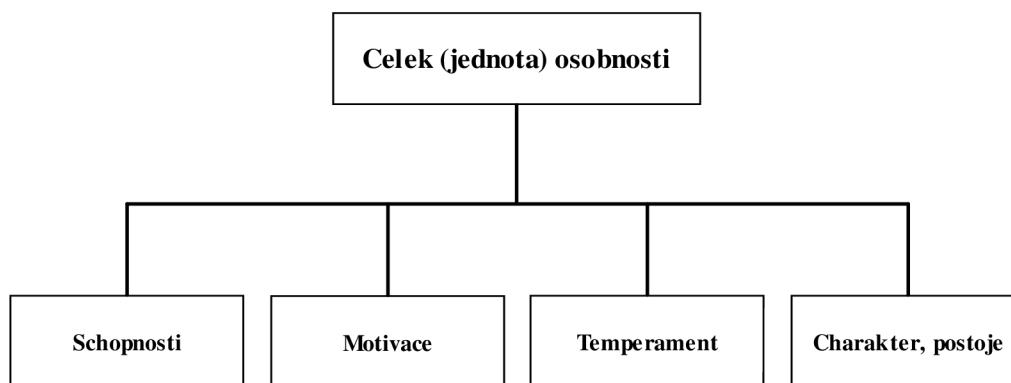 Celek (jednota) osobnosti
Schopnosti
Motivace
Temperament
Charakter, postoje